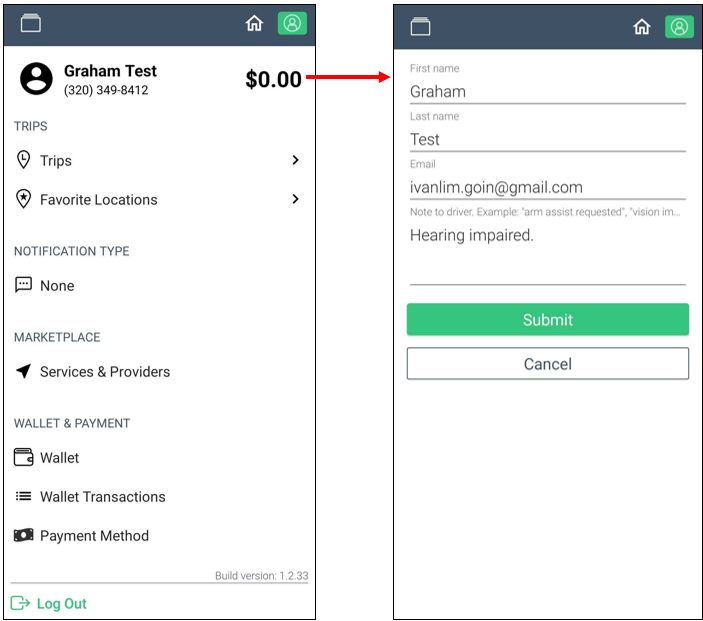 Graham Test
(320) 349-8412
$0.00
TRIPS
Trips
Favorite Locations
NOTIFICATION TYPE
None
MARKETPLACE
Services & Providers
WALLET & PAYMENT
Wallet
Wallet Transactions
Payment Method
Build version: 1.2.33
Log Out
First name
Graham
Last name
Test
Email
ivanlim.goin@gmail.com
Note to driver. Example: "arm assist requested", "vision im...
Hearing impaired.
Submit
Cancel